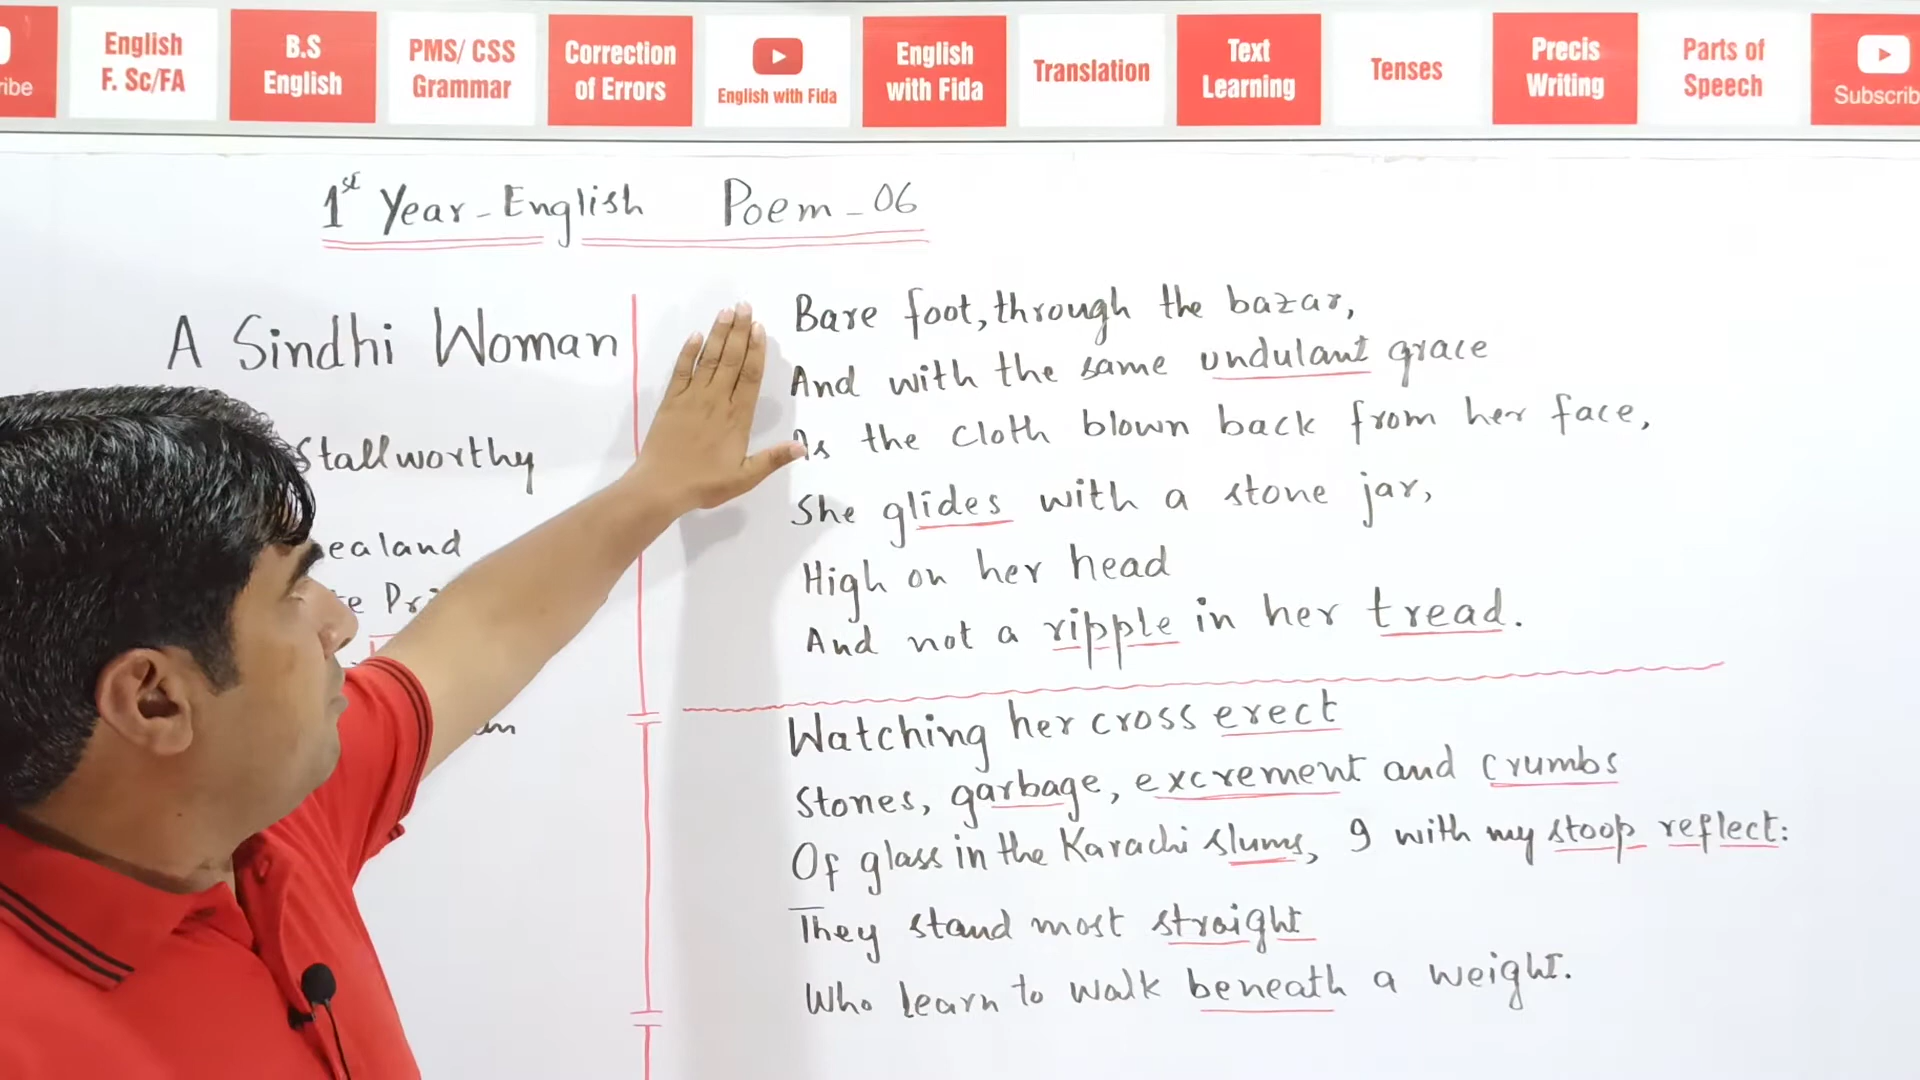 English
F. Sc/FA
B.S
English
PMS/ CSS
Grammar
Correction
of Errors
English with Fida
English
with Fida
Translation
Text
Learning
Tenses
Precis
Writing
Parts of
Speech
1st Year - English Poem - 06
A Sindhi Woman
Stallworthy
Bare foot, through the bazar,
And with the same undulant grace
As the cloth blown back from her face,
She glides with a stone jar,
High on her head
And not a ripple in her tread.
Watching her cross erect
Stones, garbage, excrement and crumbs
Of glass in the Karachi slums, I with my stoop reflect:
They stand most straight
Who learn to walk beneath a weight.